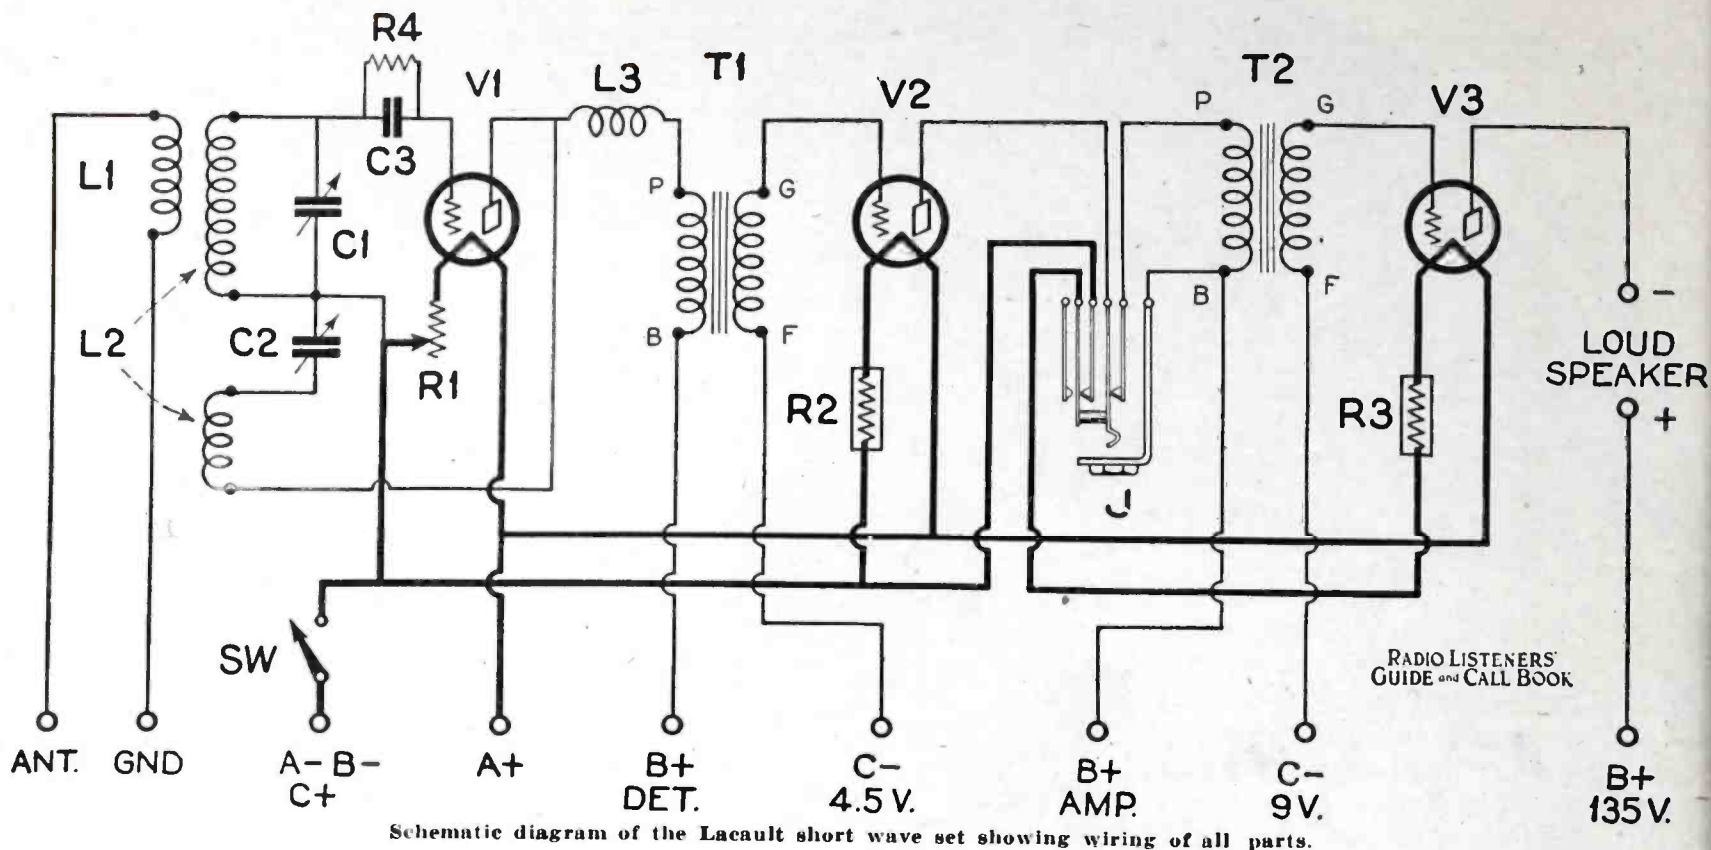 R4
V1
L3
T1
V2
T2
V3
L1
C3
P
G
P
G
C1
L2
C2
R1
B
F
B
F
R2
R3
-
LOUD
SPEAKER
+
J
SW
RADIO LISTENERS'
GUIDE and CALL BOOK
ANT.
GND
A- B-
C+
A+
B+
DET.
C-
4.5 V.
B+
AMP.
C-
9V.
B+
135 V.
Schematic diagram of the Lacault short wave set showing wiring of all parts.